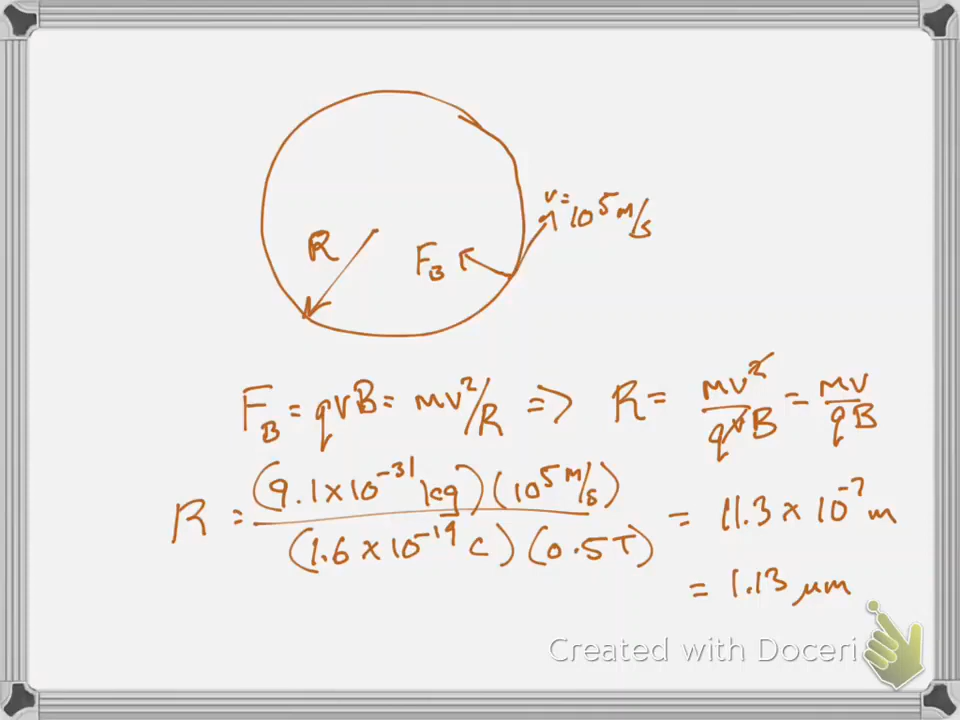 v = 10⁵ m/s
R
F_B
F_B = qvB = mv²/R => R = mv²/qvB = mv/qB
R = (9.1 x 10⁻³¹ kg)(10⁵ m/s)/(1.6 x 10⁻¹⁹ C)(0.5T) = 11.3 x 10⁻⁷ m
= 1.13 μm
Created with Doceri